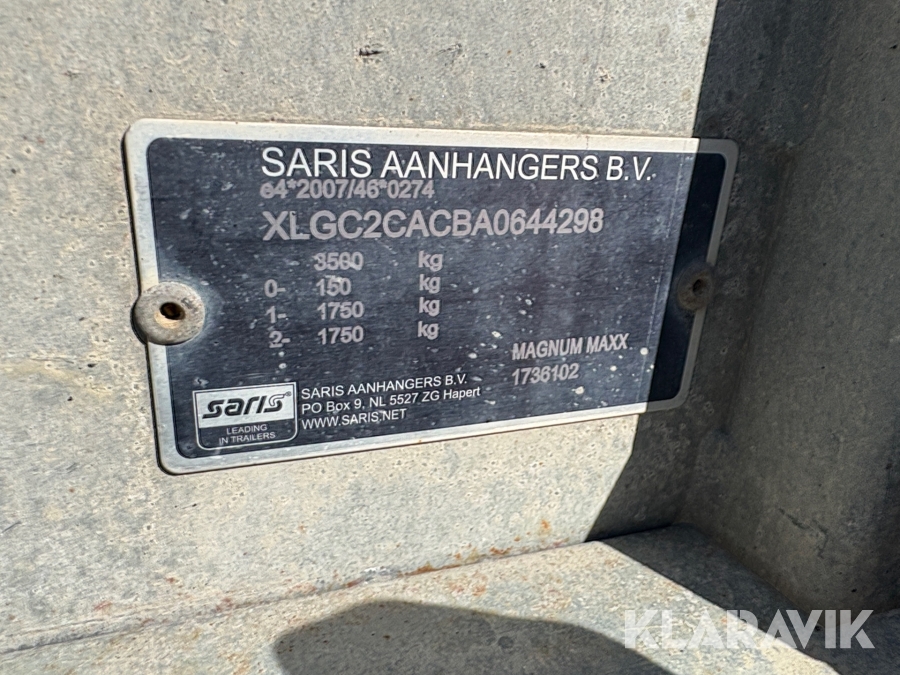 SARIS AANHANGERS B.V.
e4*2007/46*0274
XLGC2CACBA0644298
- 3500 kg
0- 150 kg
1- 1750 kg
2- 1750 kg
MAGNUM MAXX
1736102
saris®
LEADING
IN TRAILERS
SARIS AANHANGERS B.V.
PO Box 9, NL 5527 ZG Hapert
WWW.SARIS.NET
KLARAVIK